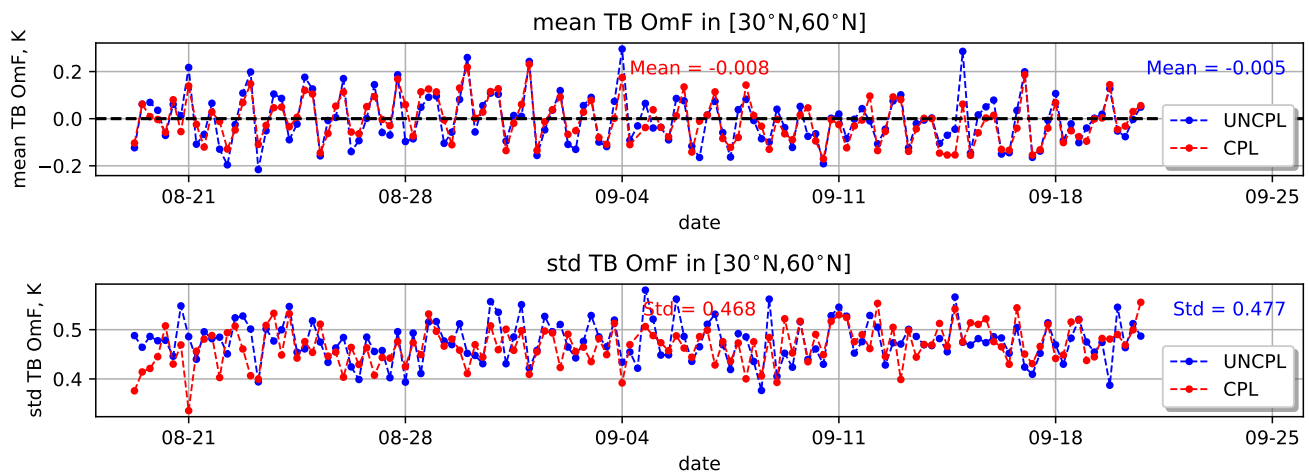 mean TB OmF in [30°N,60°N]
mean TB OmF, K
0.2
0.0
−0.2
Mean = -0.008
Mean = -0.005
UNCPL
CPL
08-21
08-28
09-04
09-11
09-18
09-25
date
std TB OmF in [30°N,60°N]
std TB OmF, K
0.5
0.4
Std = 0.468
Std = 0.477
UNCPL
CPL
08-21
08-28
09-04
09-11
09-18
09-25
date